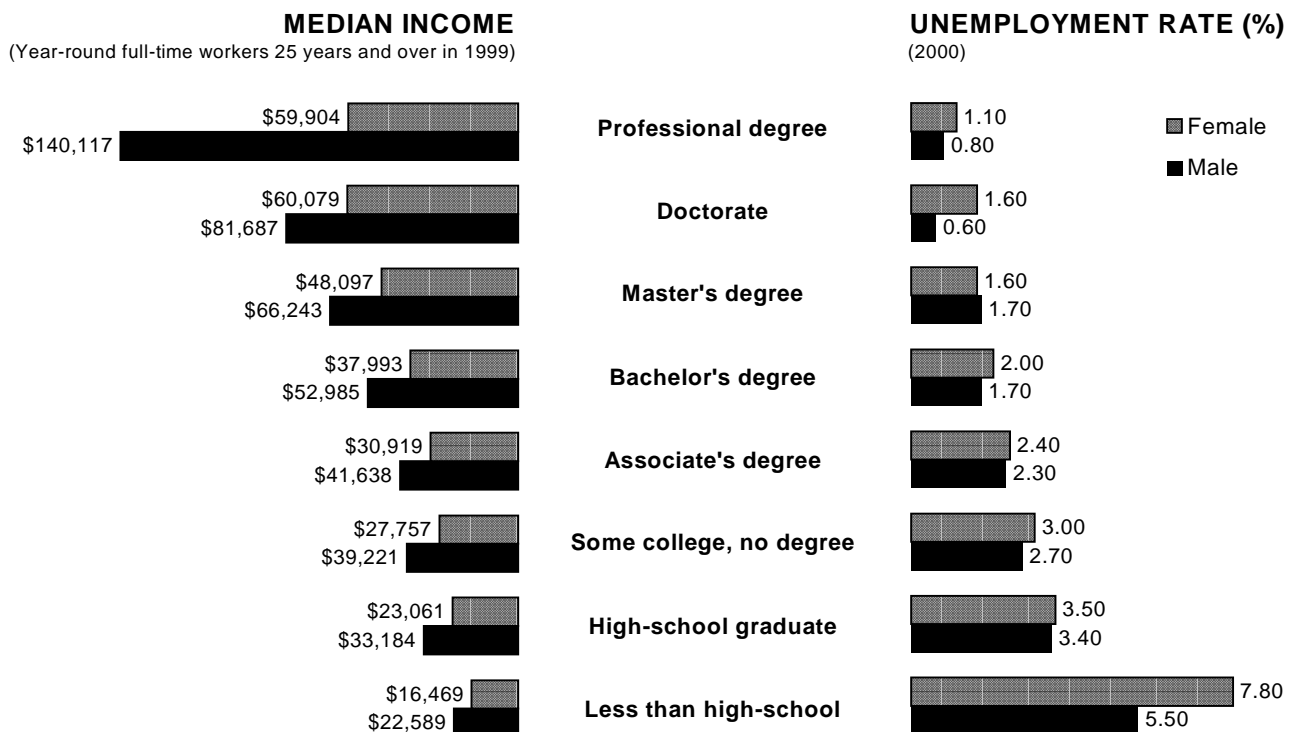 MEDIAN INCOME
(Year-round full-time workers 25 years and over in 1999)
UNEMPLOYMENT RATE (%)
(2000)
$59,904
$140,117
Professional degree
1.10
0.80
Female
Male
$60,079
$81,687
Doctorate
1.60
0.60
$48,097
$66,243
Master's degree
1.60
1.70
$37,993
$52,985
Bachelor's degree
2.00
1.70
$30,919
$41,638
Associate's degree
2.40
2.30
$27,757
$39,221
Some college, no degree
3.00
2.70
$23,061
$33,184
High-school graduate
3.50
3.40
$16,469
$22,589
Less than high-school
7.80
5.50